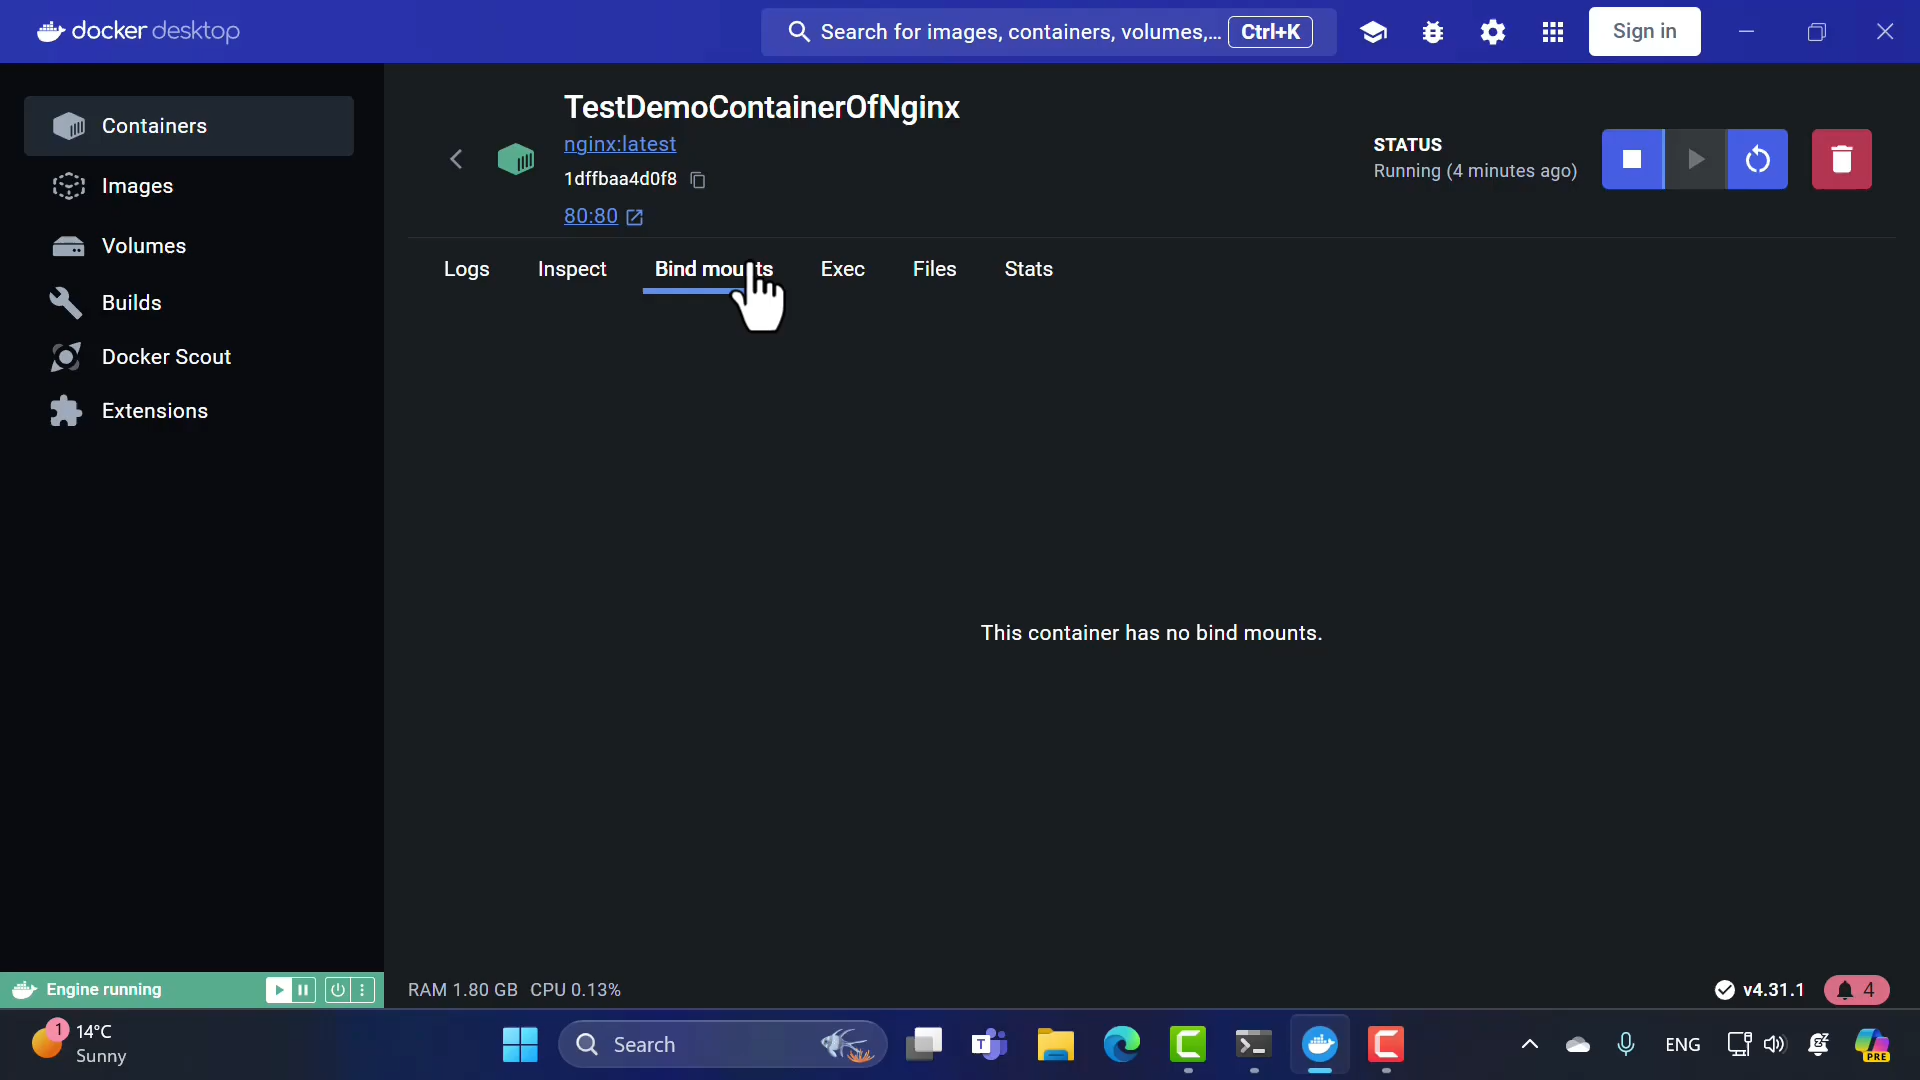 docker desktop
Search for images, containers, volumes,... Ctrl+K
Sign in
Containers
Images
Volumes
Builds
Docker Scout
Extensions
TestDemoContainerOfNginx
nginx:latest
1dffbaa4d0f8
80:80
STATUS
Running (4 minutes ago)
Logs Inspect Bind mounts Exec Files Stats
This container has no bind mounts.
Engine running
RAM 1.80 GB CPU 0.13%
v4.31.1
4
1
14°C
Sunny
Search
T
ENG
PRE